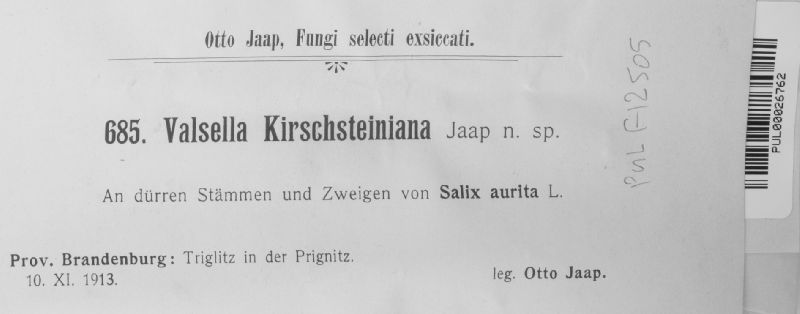 Otto Jaap, Fungi selecti exsiccati.
685. Valsella Kirschsteiniana Jaap n. sp.
An dürren Stämmen und Zweigen von Salix aurita L.
Prov. Brandenburg: Triglitz in der Prignitz.
10. XI. 1913.
leg. Otto Jaap.
PUL F12505
PUL00026762